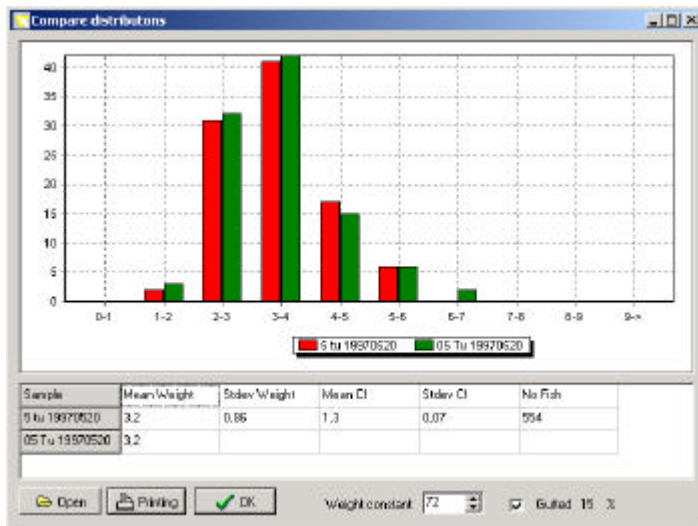 Compare distributons
40
35
30
25
20
15
10
5
0
0-1 1-2 2-3 3-4 4-5 5-6 6-7 7-8 8-9 9->
5 tu 19970520 05 Tu 19970520
Sample Mean Weight Stdev Weight Mean CF Stdev CF No Fish
5 tu 19970520 3,2 0,86 1,3 0,07 554
05 Tu 19970520 3,2
Open Printing OK Weight constant 72 Gutted 15 %